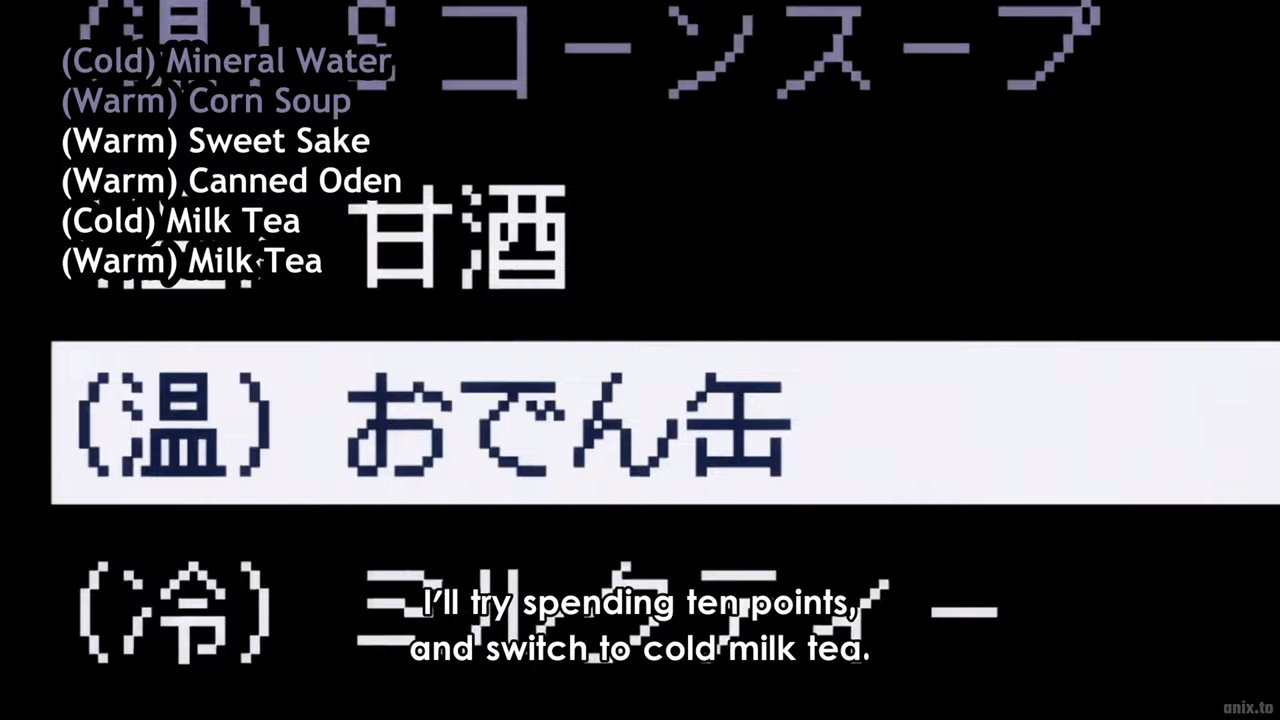 (温) Sコーンスープ
(Cold) Mineral Water
(Warm) Corn Soup
(Warm) Sweet Sake
(Warm) Canned Oden
(Cold) Milk Tea
(Warm) Milk Tea
甘酒
(温) おでん缶
(冷) ミルクティー
I'll try spending ten points,
and switch to cold milk tea.
anix.to